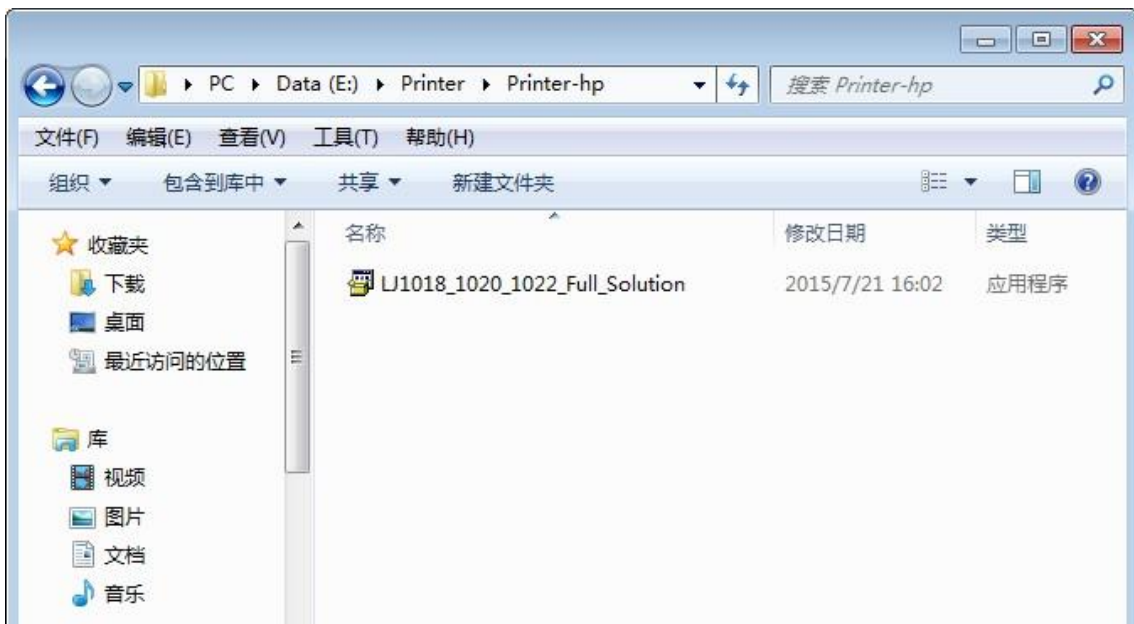 PC Data (E:) Printer Printer-hp 搜索 Printer-hp
文件(F) 编辑(E) 查看(V) 工具(T) 帮助(H)
组织 包含到库中 共享 新建文件夹
名称 修改日期 类型
收藏夹
下载
LJ1018_1020_1022_Full_Solution 2015/7/21 16:02 应用程序
桌面
最近访问的位置
库
视频
图片
文档
音乐